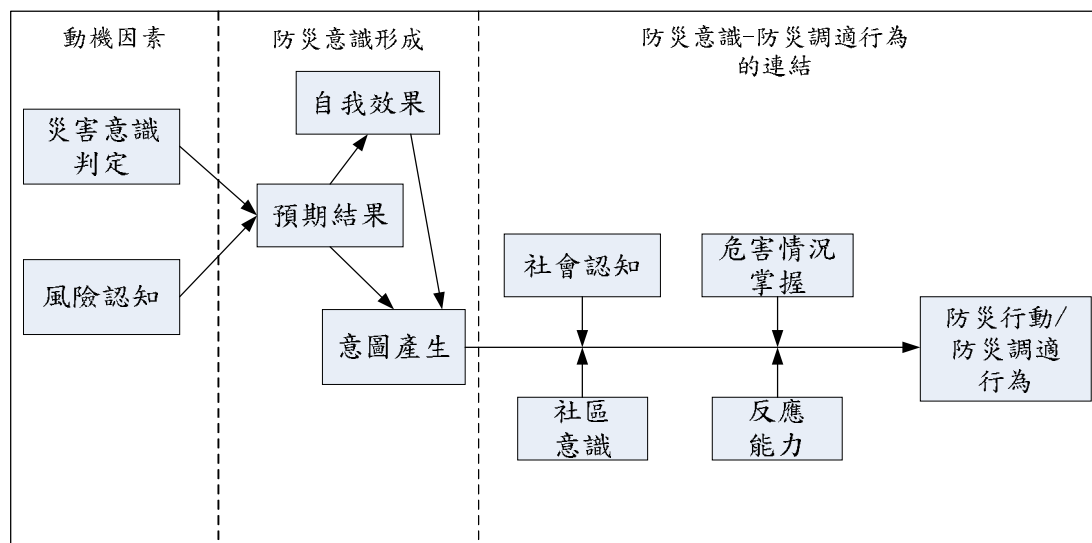 動機因素
災害意識
判定
風險認知
防災意識形成
自我效果
預期結果
意圖產生
防災意識-防災調適行為
的連結
社會認知
危害情況
掌握
社區
意識
反應
能力
防災行動/
防災調適
行為